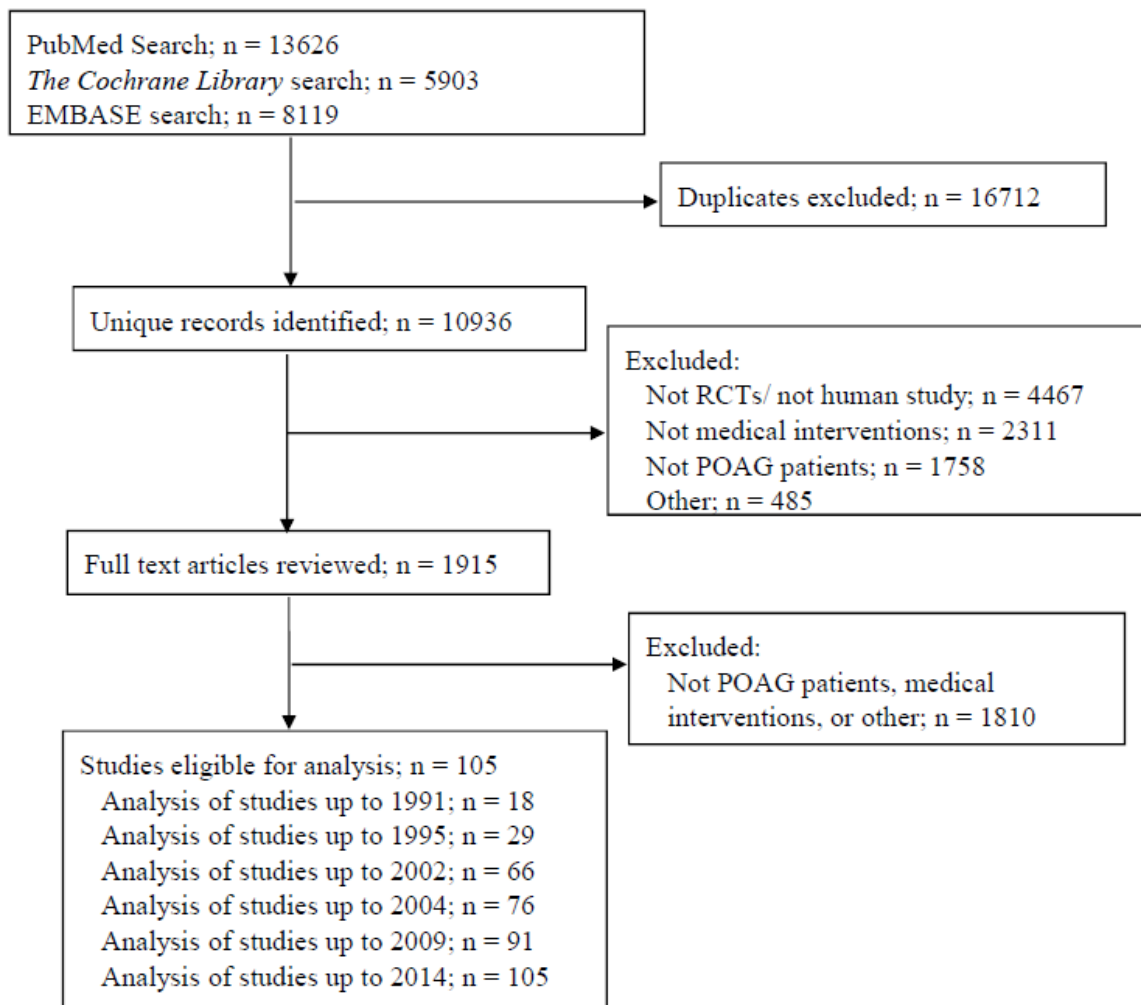 PubMed Search; n = 13626
The Cochrane Library search; n = 5903
EMBASE search; n = 8119
Duplicates excluded; n = 16712
Unique records identified; n = 10936
Excluded:
Not RCTs/ not human study; n = 4467
Not medical interventions; n = 2311
Not POAG patients; n = 1758
Other; n = 485
Full text articles reviewed; n = 1915
Excluded:
Not POAG patients, medical
interventions, or other; n = 1810
Studies eligible for analysis; n = 105
Analysis of studies up to 1991; n = 18
Analysis of studies up to 1995; n = 29
Analysis of studies up to 2002; n = 66
Analysis of studies up to 2004; n = 76
Analysis of studies up to 2009; n = 91
Analysis of studies up to 2014; n = 105